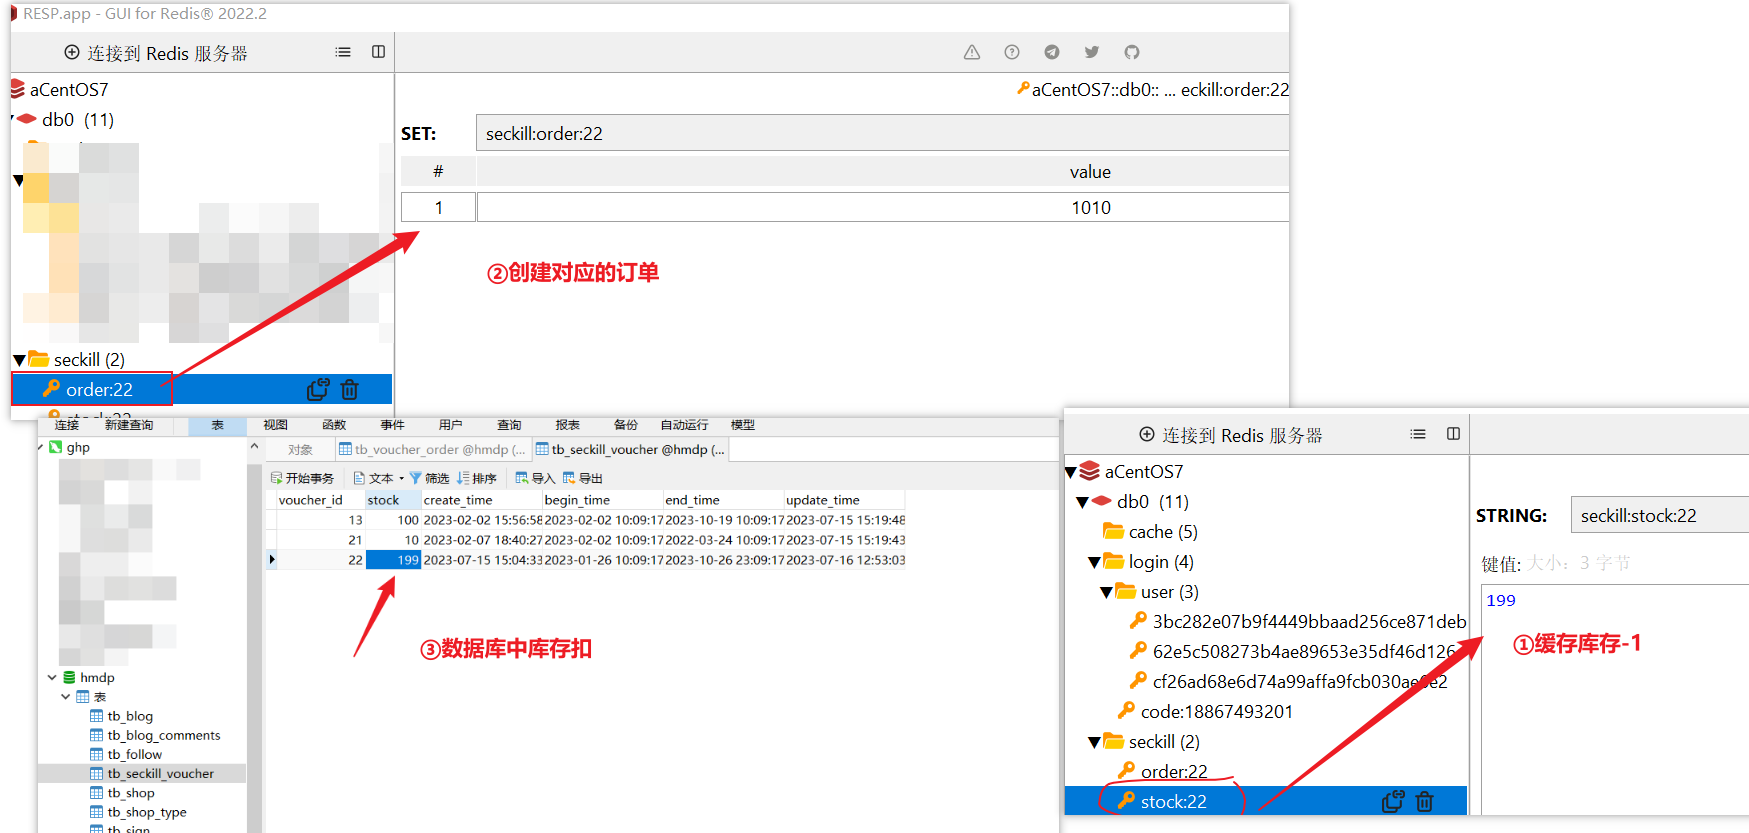 RESP.app - GUI for Redis® 2022.2
连接到 Redis 服务器
aCentOS7
db0 (11)
seckill (2)
order:22
aCentOS7::db0:: ... eckill:order:22
SET:
seckill:order:22
# value
1 1010
②创建对应的订单
连接 新建查询 表 视图 函数 事件 用户 查询 报表 备份 自动运行 模型
ghp
对象 tb_voucher_order @hmdp (... tb_seckill_voucher @hmdp (...
开始事务 文本 筛选 排序 导入 导出
voucher_id stock create_time begin_time end_time update_time
13 100 2023-02-02 15:56:58 2023-02-02 10:09:17 2023-10-19 10:09:17 2023-07-15 15:19:48
21 10 2023-02-07 18:40:27 2023-02-02 10:09:17 2022-03-24 10:09:17 2023-07-15 15:19:43
22 199 2023-07-15 15:04:33 2023-01-26 10:09:17 2023-10-26 23:09:17 2023-07-16 12:53:03
③数据库中库存扣
hmdp
表
tb_blog
tb_blog_comments
tb_follow
tb_seckill_voucher
tb_shop
tb_shop_type
tb_sign
连接到 Redis 服务器
aCentOS7
db0 (11)
cache (5)
login (4)
user (3)
3bc282e07b9f4449bbaad256ce871deb
62e5c508273b4ae89653e35df46d126
cf26ad68e6d74a99affa9fcb030ae6e2
code:18867493201
seckill (2)
order:22
stock:22
STRING:
seckill:stock:22
键值: 大小: 3 字节
199
①缓存库存-1